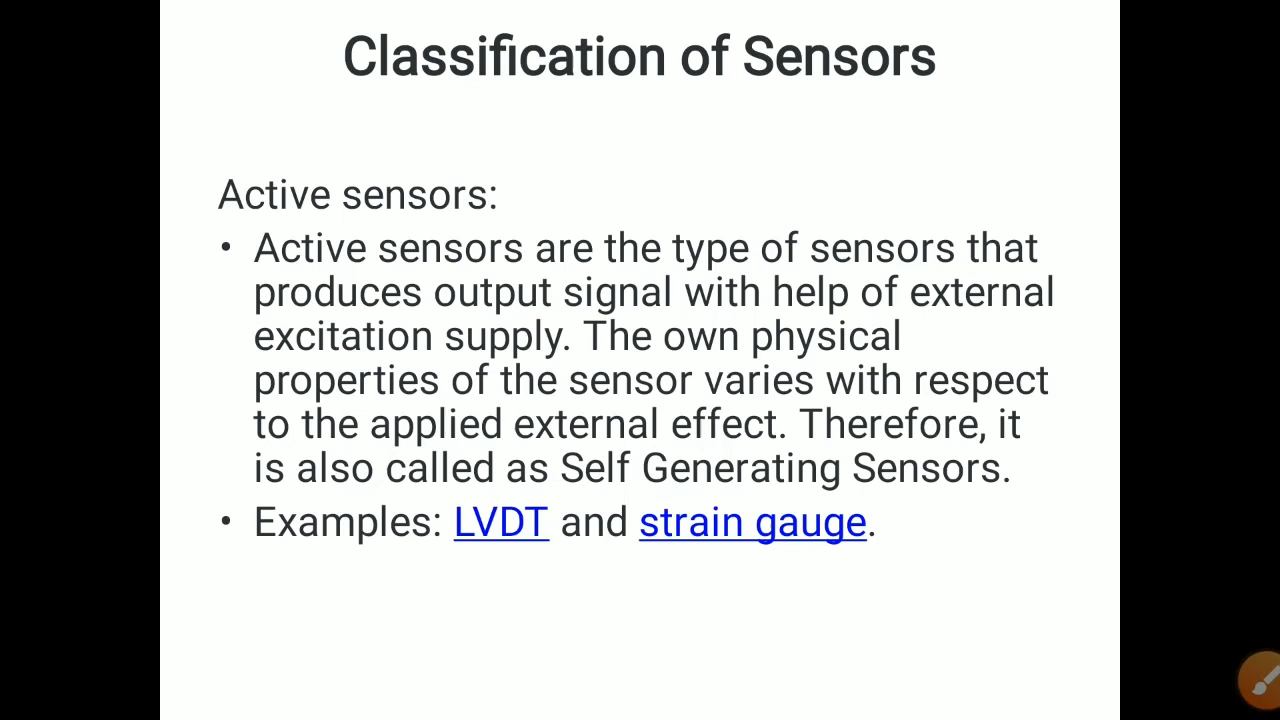 Classification of Sensors
Active sensors:
• Active sensors are the type of sensors that
produces output signal with help of external
excitation supply. The own physical
properties of the sensor varies with respect
to the applied external effect. Therefore, it
is also called as Self Generating Sensors.
• Examples: LVDT and strain gauge.